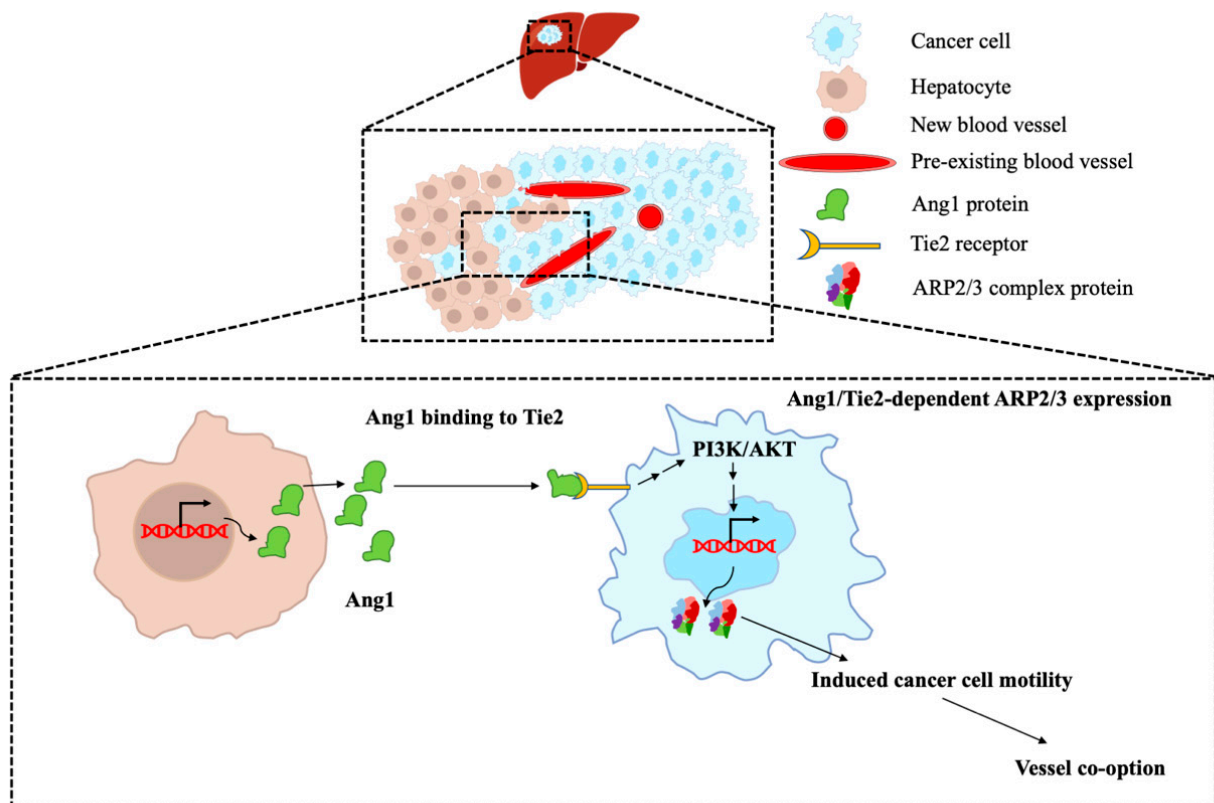 Cancer cell
Hepatocyte
New blood vessel
Pre-existing blood vessel
Ang1 protein
Tie2 receptor
ARP2/3 complex protein
Ang1/Tie2-dependent ARP2/3 expression
Ang1 binding to Tie2
PI3K/AKT
Ang1
Induced cancer cell motility
Vessel co-option